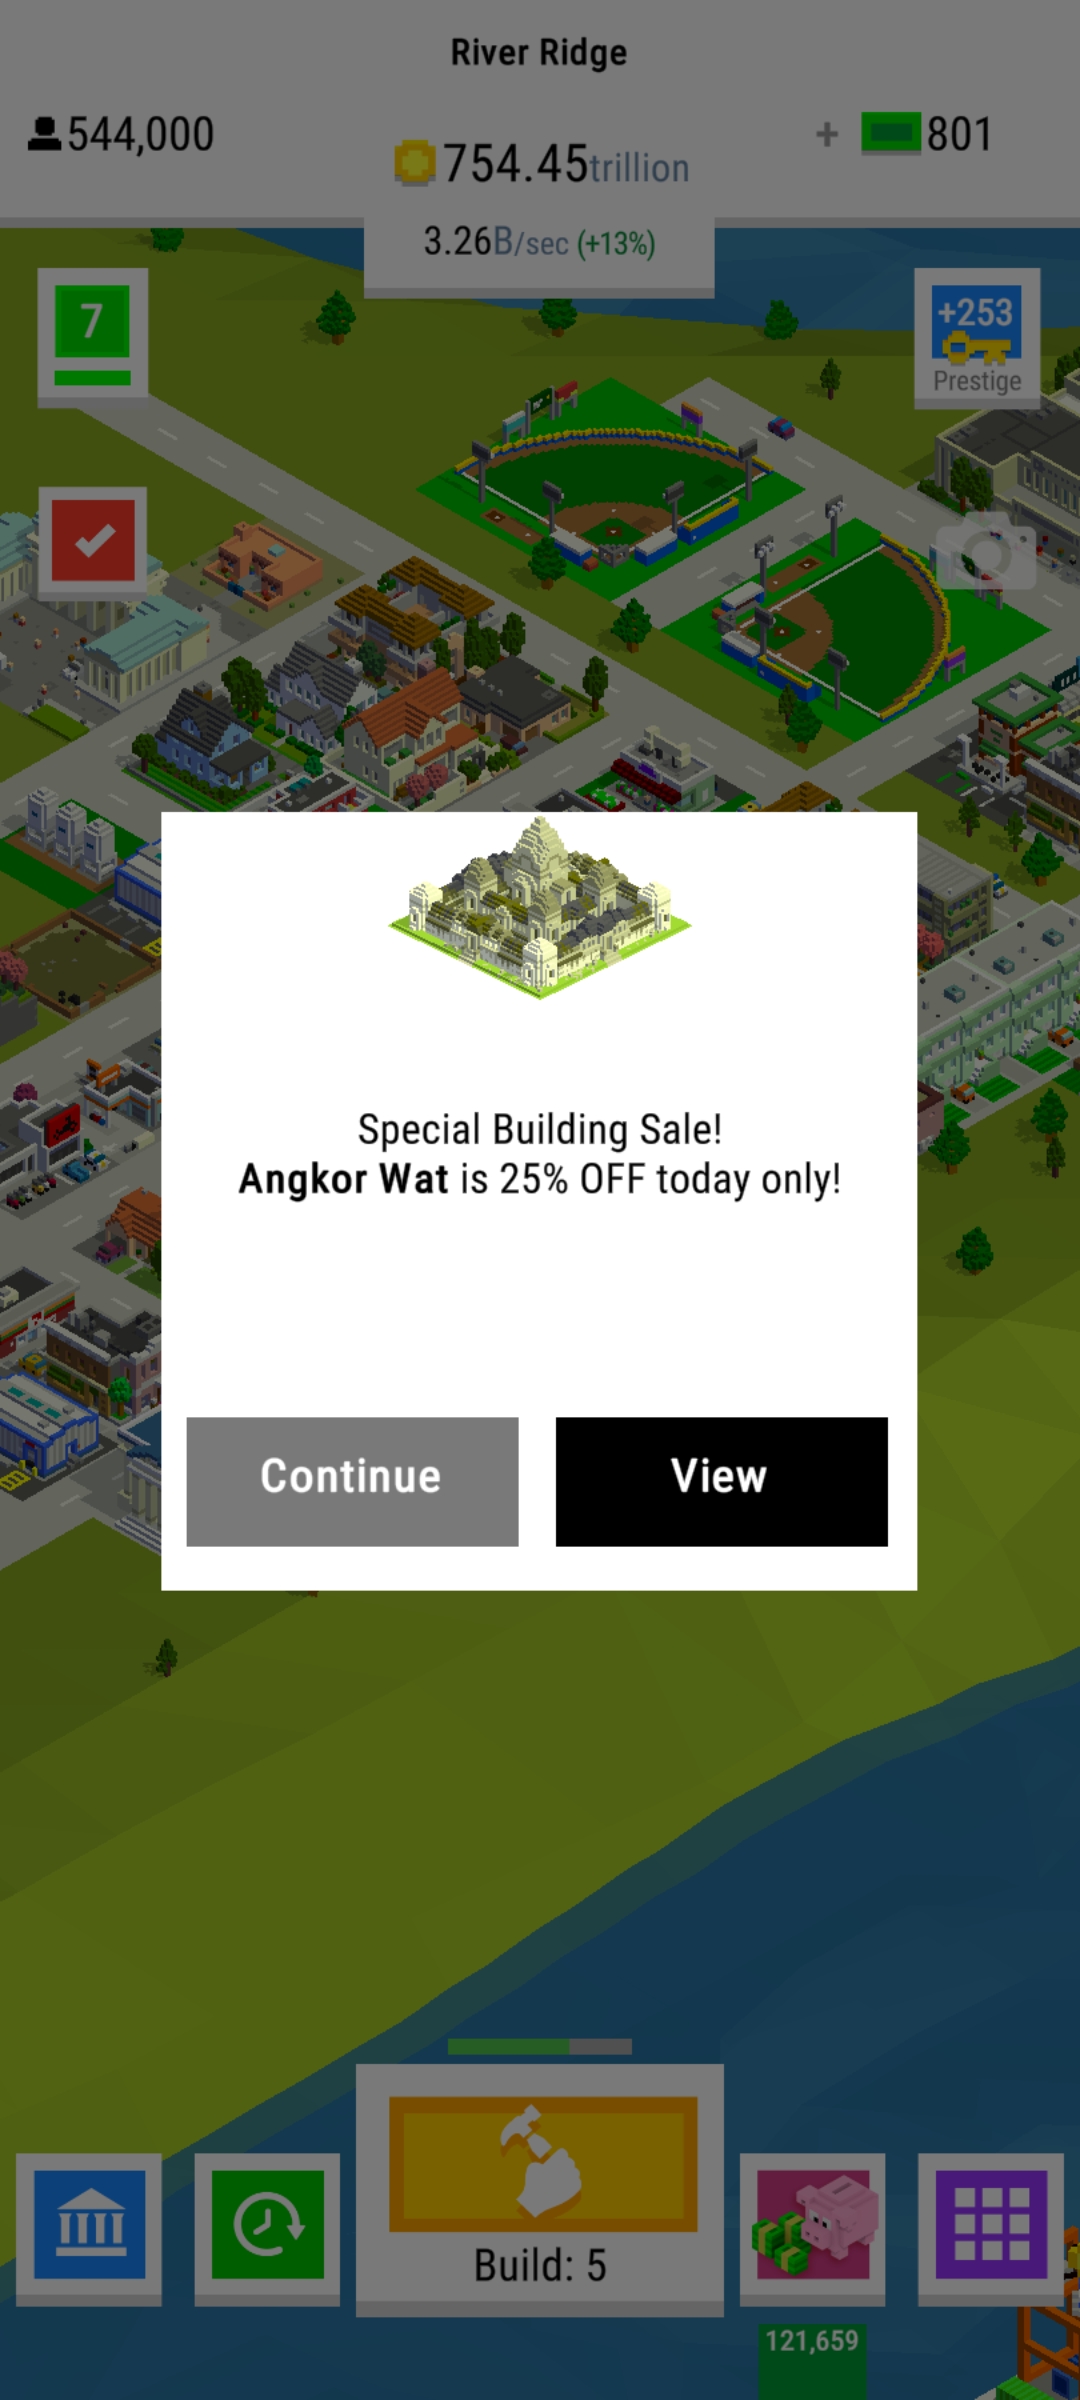 River Ridge
544,000
754.45trillion
+ 801
3.26B/sec (+13%)
7
+253
Prestige
Special Building Sale!
Angkor Wat is 25% OFF today only!
Continue
View
Build: 5
121,659